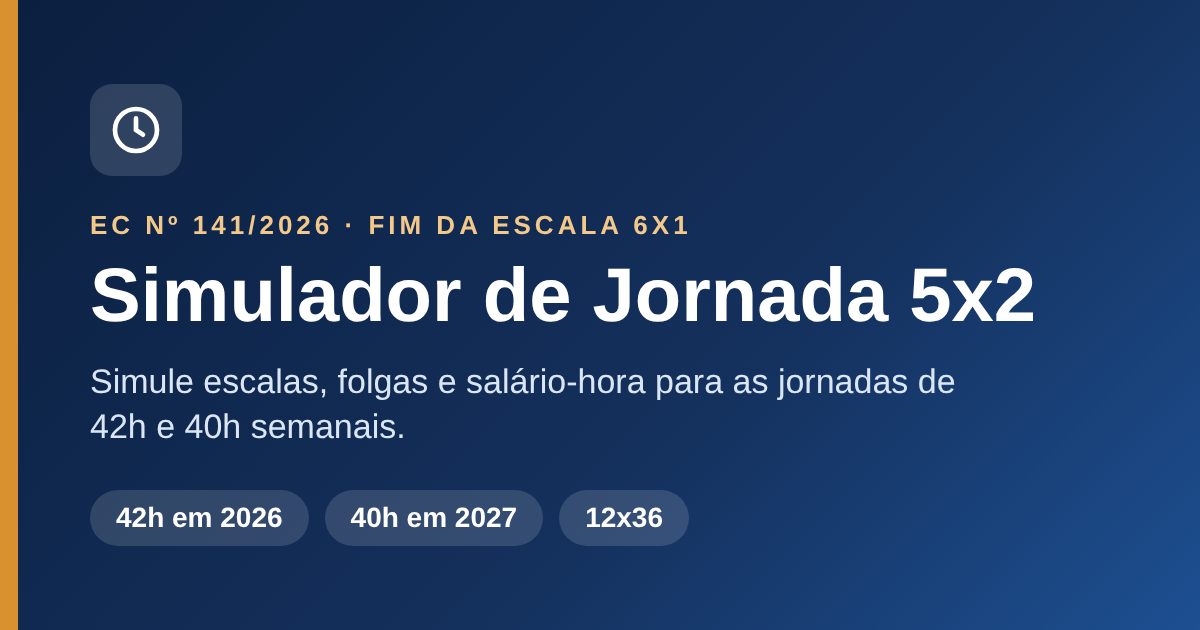 EC Nº 141/2026 · FIM DA ESCALA 6X1
Simulador de Jornada 5x2
Simule escalas, folgas e salário-hora para as jornadas de
42h e 40h semanais.
42h em 2026
40h em 2027
12x36